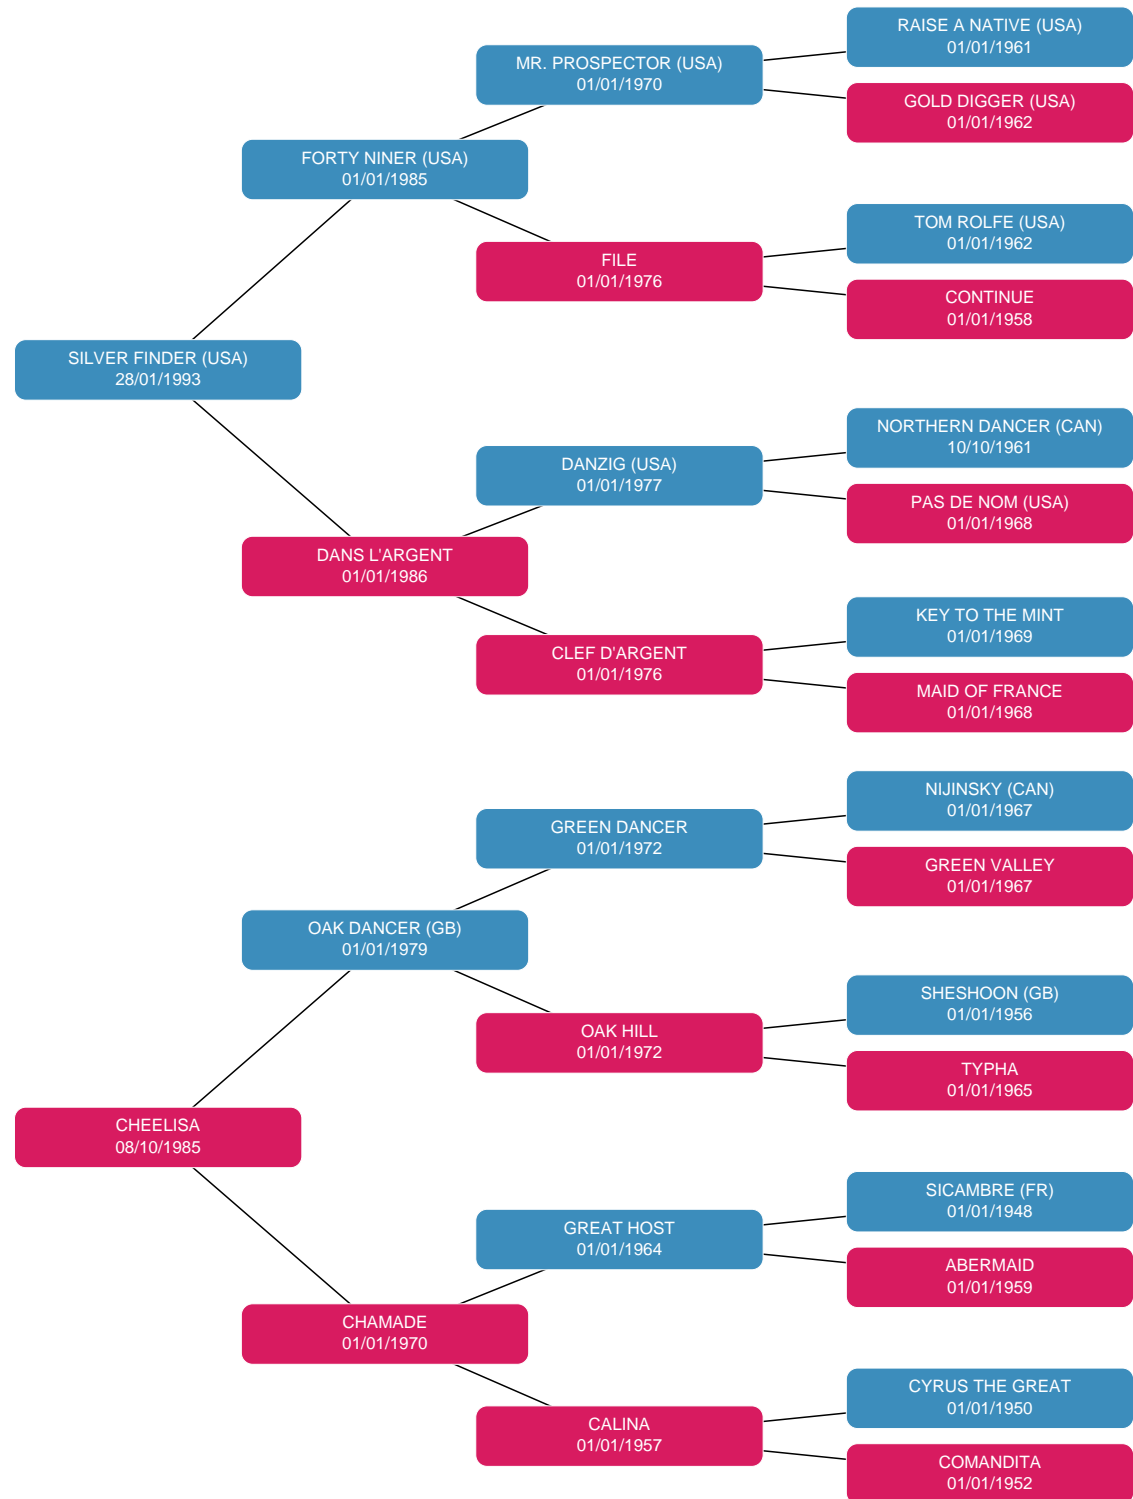 RAISE A NATIVE (USA)
01/01/1961
MR. PROSPECTOR (USA)
01/01/1970
GOLD DIGGER (USA)
01/01/1962
FORTY NINER (USA)
01/01/1985
TOM ROLFE (USA)
01/01/1962
FILE
01/01/1976
CONTINUE
01/01/1958
SILVER FINDER (USA)
28/01/1993
NORTHERN DANCER (CAN)
10/10/1961
DANZIG (USA)
01/01/1977
PAS DE NOM (USA)
01/01/1968
DANS L'ARGENT
01/01/1986
KEY TO THE MINT
01/01/1969
CLEF D'ARGENT
01/01/1976
MAID OF FRANCE
01/01/1968
NIJINSKY (CAN)
01/01/1967
GREEN DANCER
01/01/1972
GREEN VALLEY
01/01/1967
OAK DANCER (GB)
01/01/1979
SHESHOON (GB)
01/01/1956
OAK HILL
01/01/1972
TYPHA
01/01/1965
CHEELISA
08/10/1985
SICAMBRE (FR)
01/01/1948
GREAT HOST
01/01/1964
ABERMAID
01/01/1959
CHAMADE
01/01/1970
CYRUS THE GREAT
01/01/1950
CALINA
01/01/1957
COMANDITA
01/01/1952